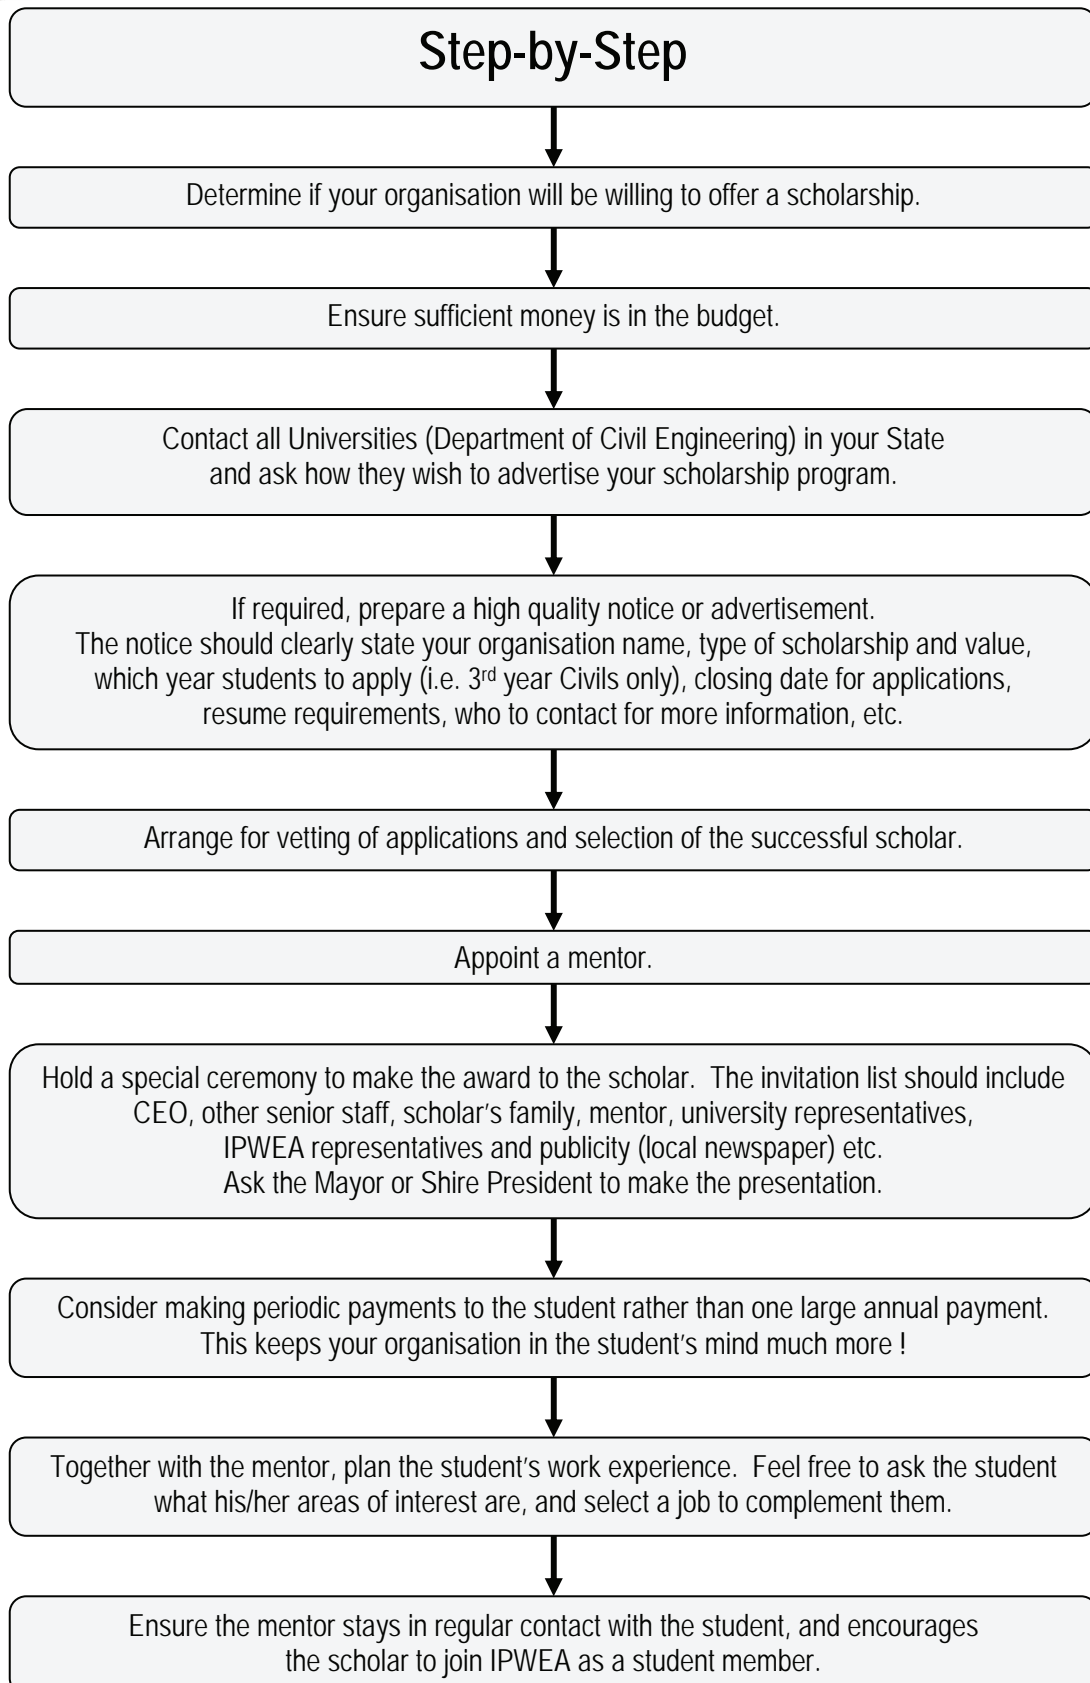 Step-by-Step
Determine if your organisation will be willing to offer a scholarship.
Ensure sufficient money is in the budget.
Contact all Universities (Department of Civil Engineering) in your State
and ask how they wish to advertise your scholarship program.
If required, prepare a high quality notice or advertisement.
The notice should clearly state your organisation name, type of scholarship and value,
which year students to apply (i.e. 3rd year Civils only), closing date for applications,
resume requirements, who to contact for more information, etc.
Arrange for vetting of applications and selection of the successful scholar.
Appoint a mentor.
Hold a special ceremony to make the award to the scholar.  The invitation list should include
CEO, other senior staff, scholar's family, mentor, university representatives,
IPWEA representatives and publicity (local newspaper) etc.
Ask the Mayor or Shire President to make the presentation.
Consider making periodic payments to the student rather than one large annual payment.
This keeps your organisation in the student's mind much more !
Together with the mentor, plan the student's work experience.  Feel free to ask the student
what his/her areas of interest are, and select a job to complement them.
Ensure the mentor stays in regular contact with the student, and encourages
the scholar to join IPWEA as a student member.